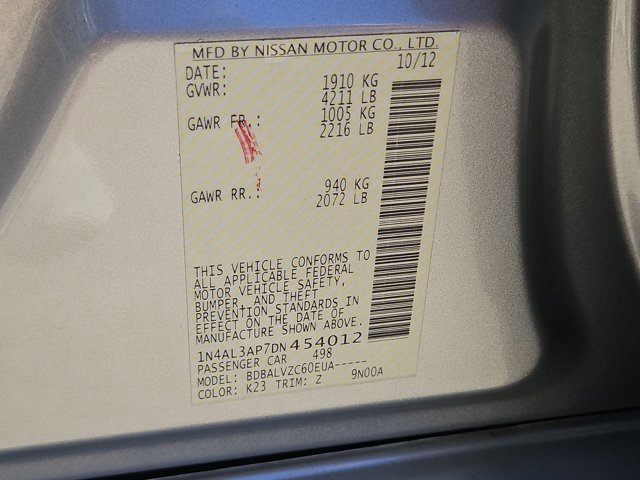 MFD BY NISSAN MOTOR CO., LTD.
DATE: 10/12
GVWR: 1910 KG
4211 LB
GAWR FR.: 1005 KG
2216 LB
GAWR RR.: 940 KG
2072 LB
THIS VEHICLE CONFORMS TO
ALL APPLICABLE FEDERAL
MOTOR VEHICLE SAFETY,
BUMPER, AND THEFT
PREVENTION STANDARDS IN
EFFECT ON THE DATE OF
MANUFACTURE SHOWN ABOVE.
1N4AL3AP7DN454012
PASSENGER CAR 498
MODEL: BDBALVZC60EUA-----
COLOR: K23 TRIM: Z 9N00A